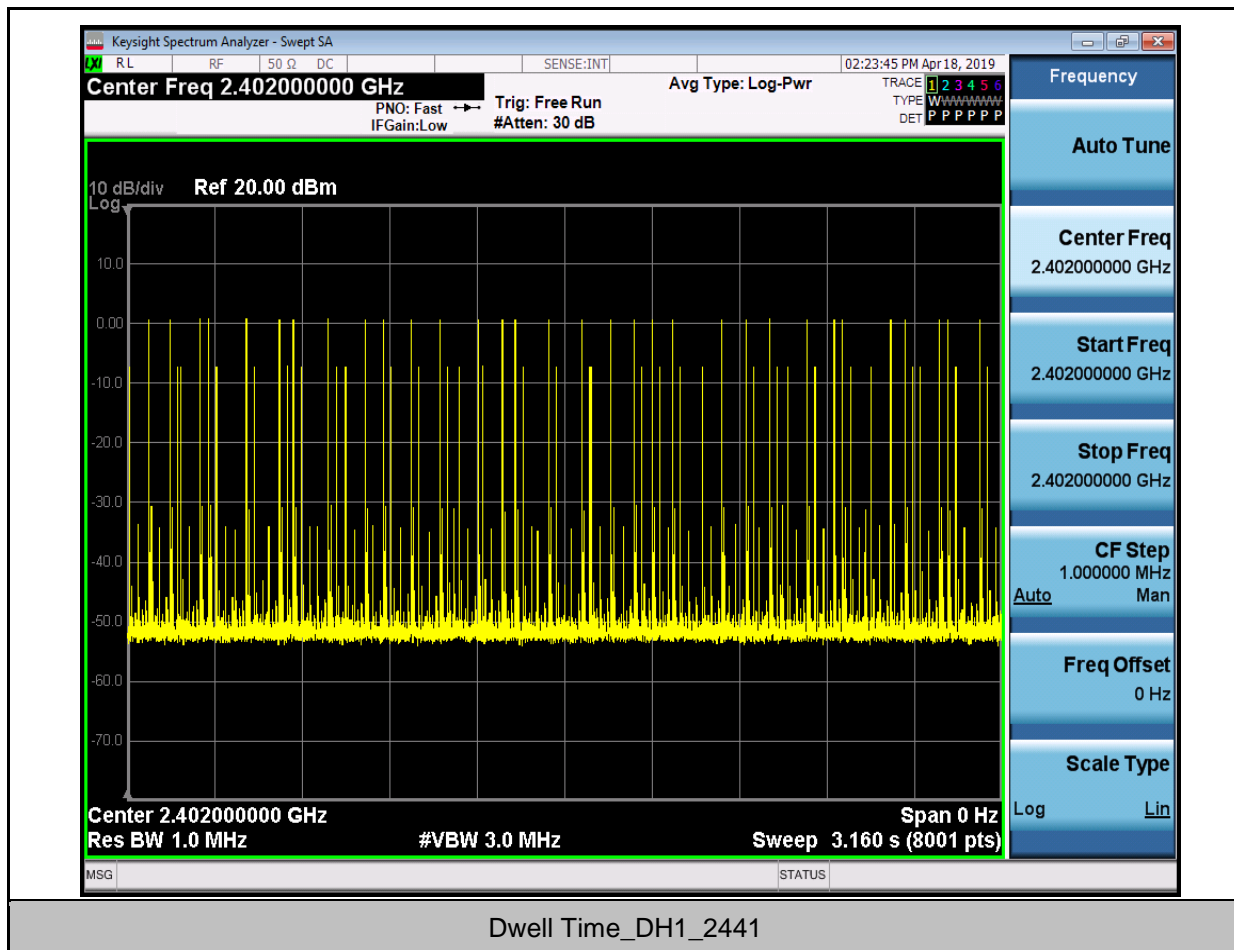 Keysight Spectrum Analyzer - Swept SA
LXI RL RF 50 Ω DC SENSE:INT 02:23:45 PM Apr 18, 2019
Center Freq 2.402000000 GHz
PNO: Fast
IFGain:Low
Trig: Free Run
#Atten: 30 dB
Avg Type: Log-Pwr
TRACE 1 2 3 4 5 6
TYPE WWWWWW
DET P P P P P P
10 dB/div Ref 20.00 dBm
Log
10.0
0.00
-10.0
-20.0
-30.0
-40.0
-50.0
-60.0
-70.0
Center 2.402000000 GHz Span 0 Hz
Res BW 1.0 MHz #VBW 3.0 MHz Sweep 3.160 s (8001 pts)
Frequency
Auto Tune
Center Freq
2.402000000 GHz
Start Freq
2.402000000 GHz
Stop Freq
2.402000000 GHz
CF Step
1.000000 MHz
Auto Man
Freq Offset
0 Hz
Scale Type
Log Lin
MSG STATUS
Dwell Time_DH1_2441